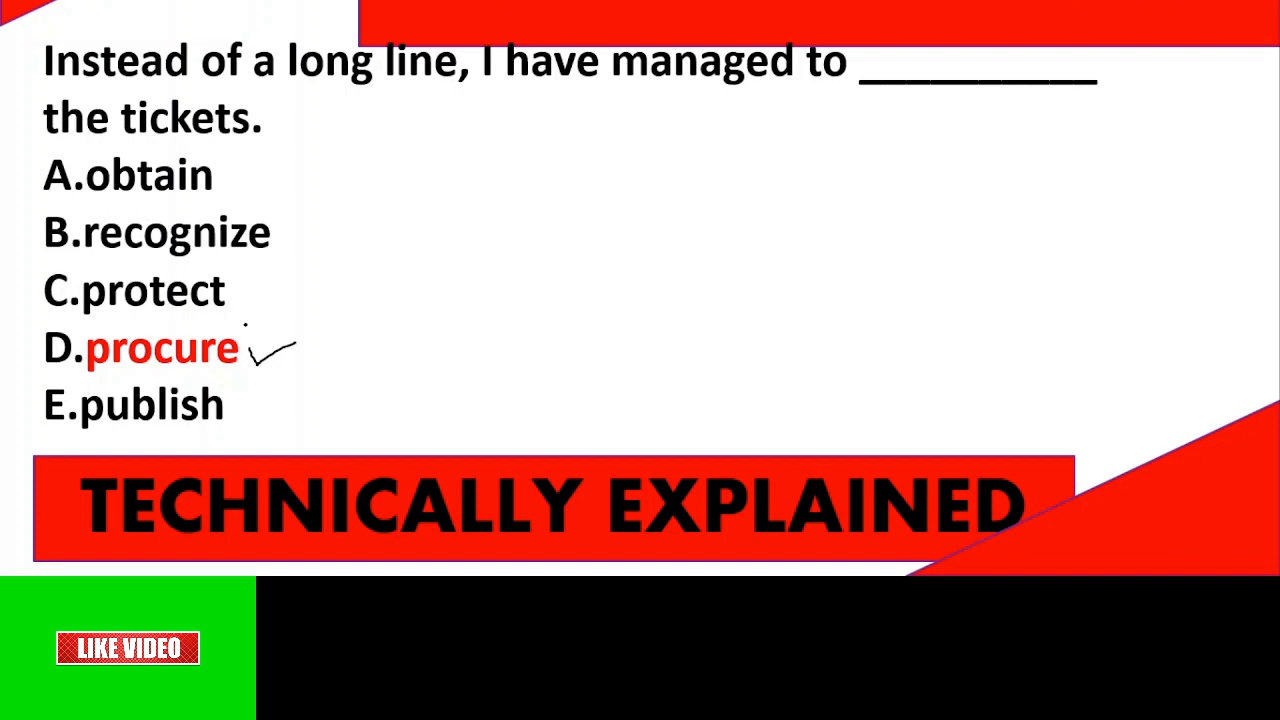 Instead of a long line, I have managed to __________
the tickets.
A.obtain
B.recognize
C.protect
D.procure
E.publish
TECHNICALLY EXPLAINED
LIKE VIDEO